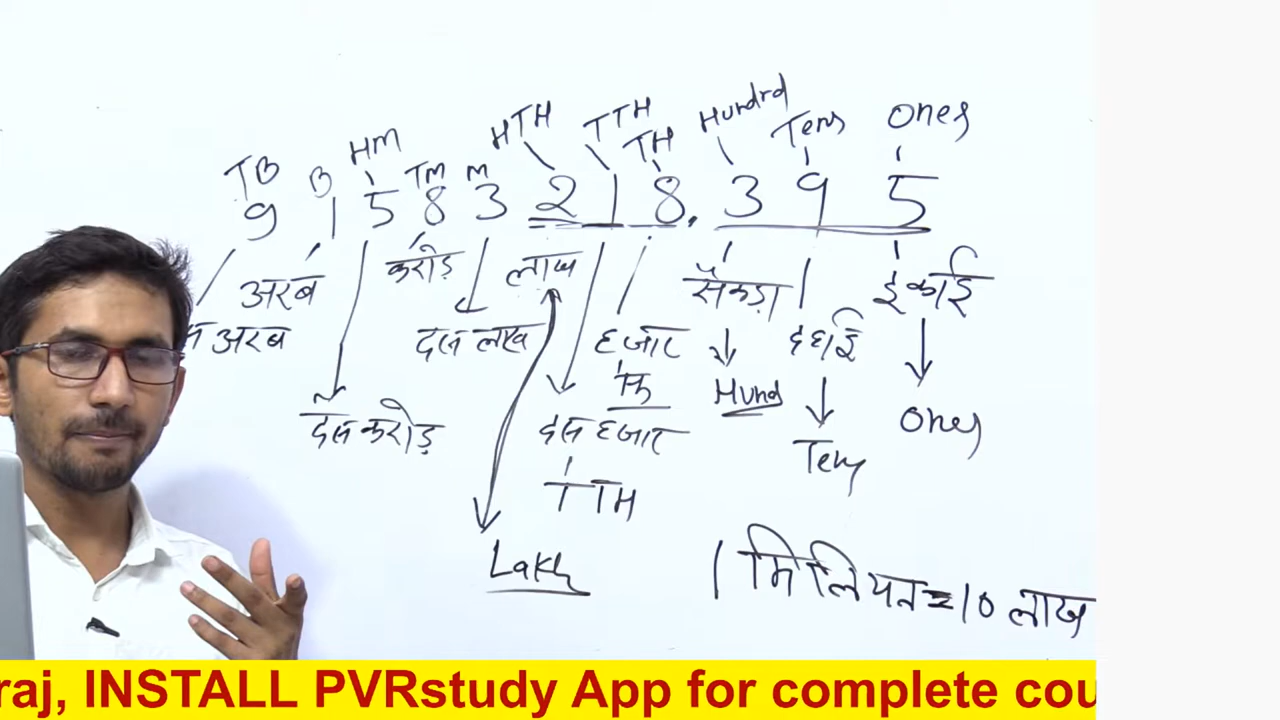 TB B HM TM M HTH TTH TH Hundrd Tens Ones
9 1 5 8 3 2 1 8, 3 9 5
अरब करोड़ लाख सैकड़ा ईकाई
अरब दस लाख हजार दहाई
TH Hund
दस करोड़ दस हजार Ones
Tens
TTH
Lakh
1 मिलियन = 10 लाख
raj, INSTALL PVRstudy App for complete cou